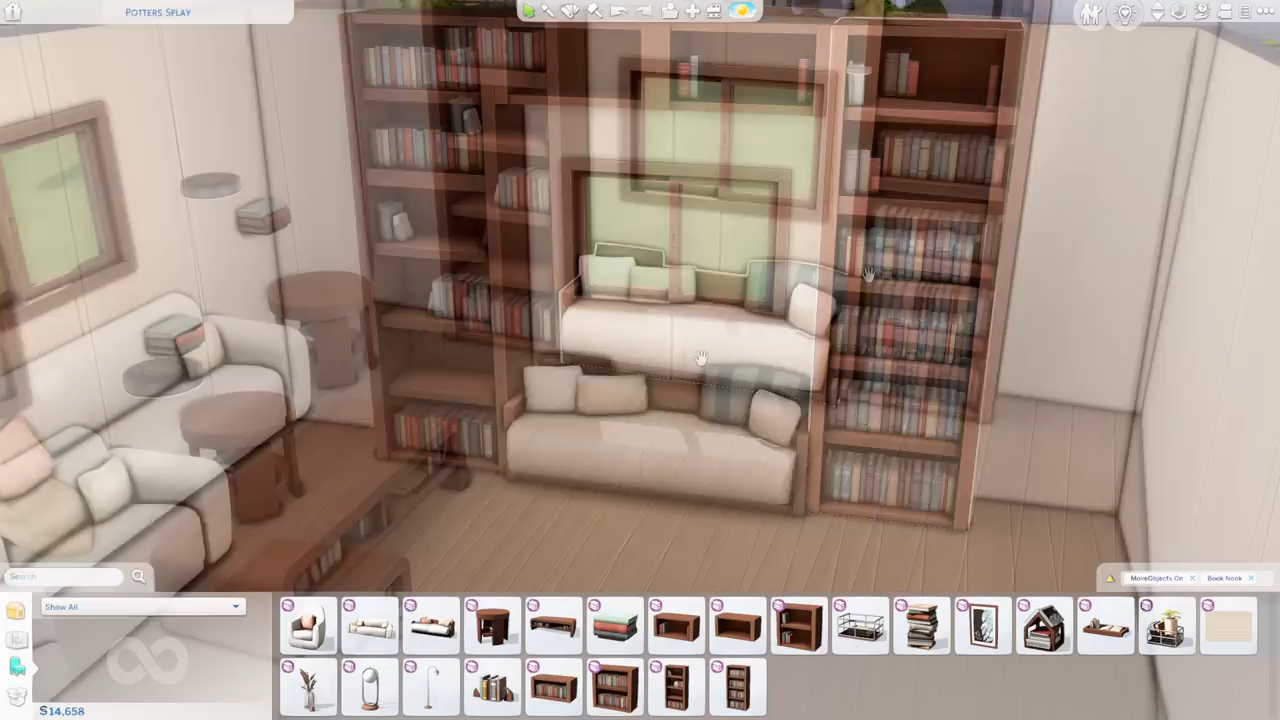 POTTERS SPLAY
Search
MoveObjects On
Book Nook
Show All
$14,658